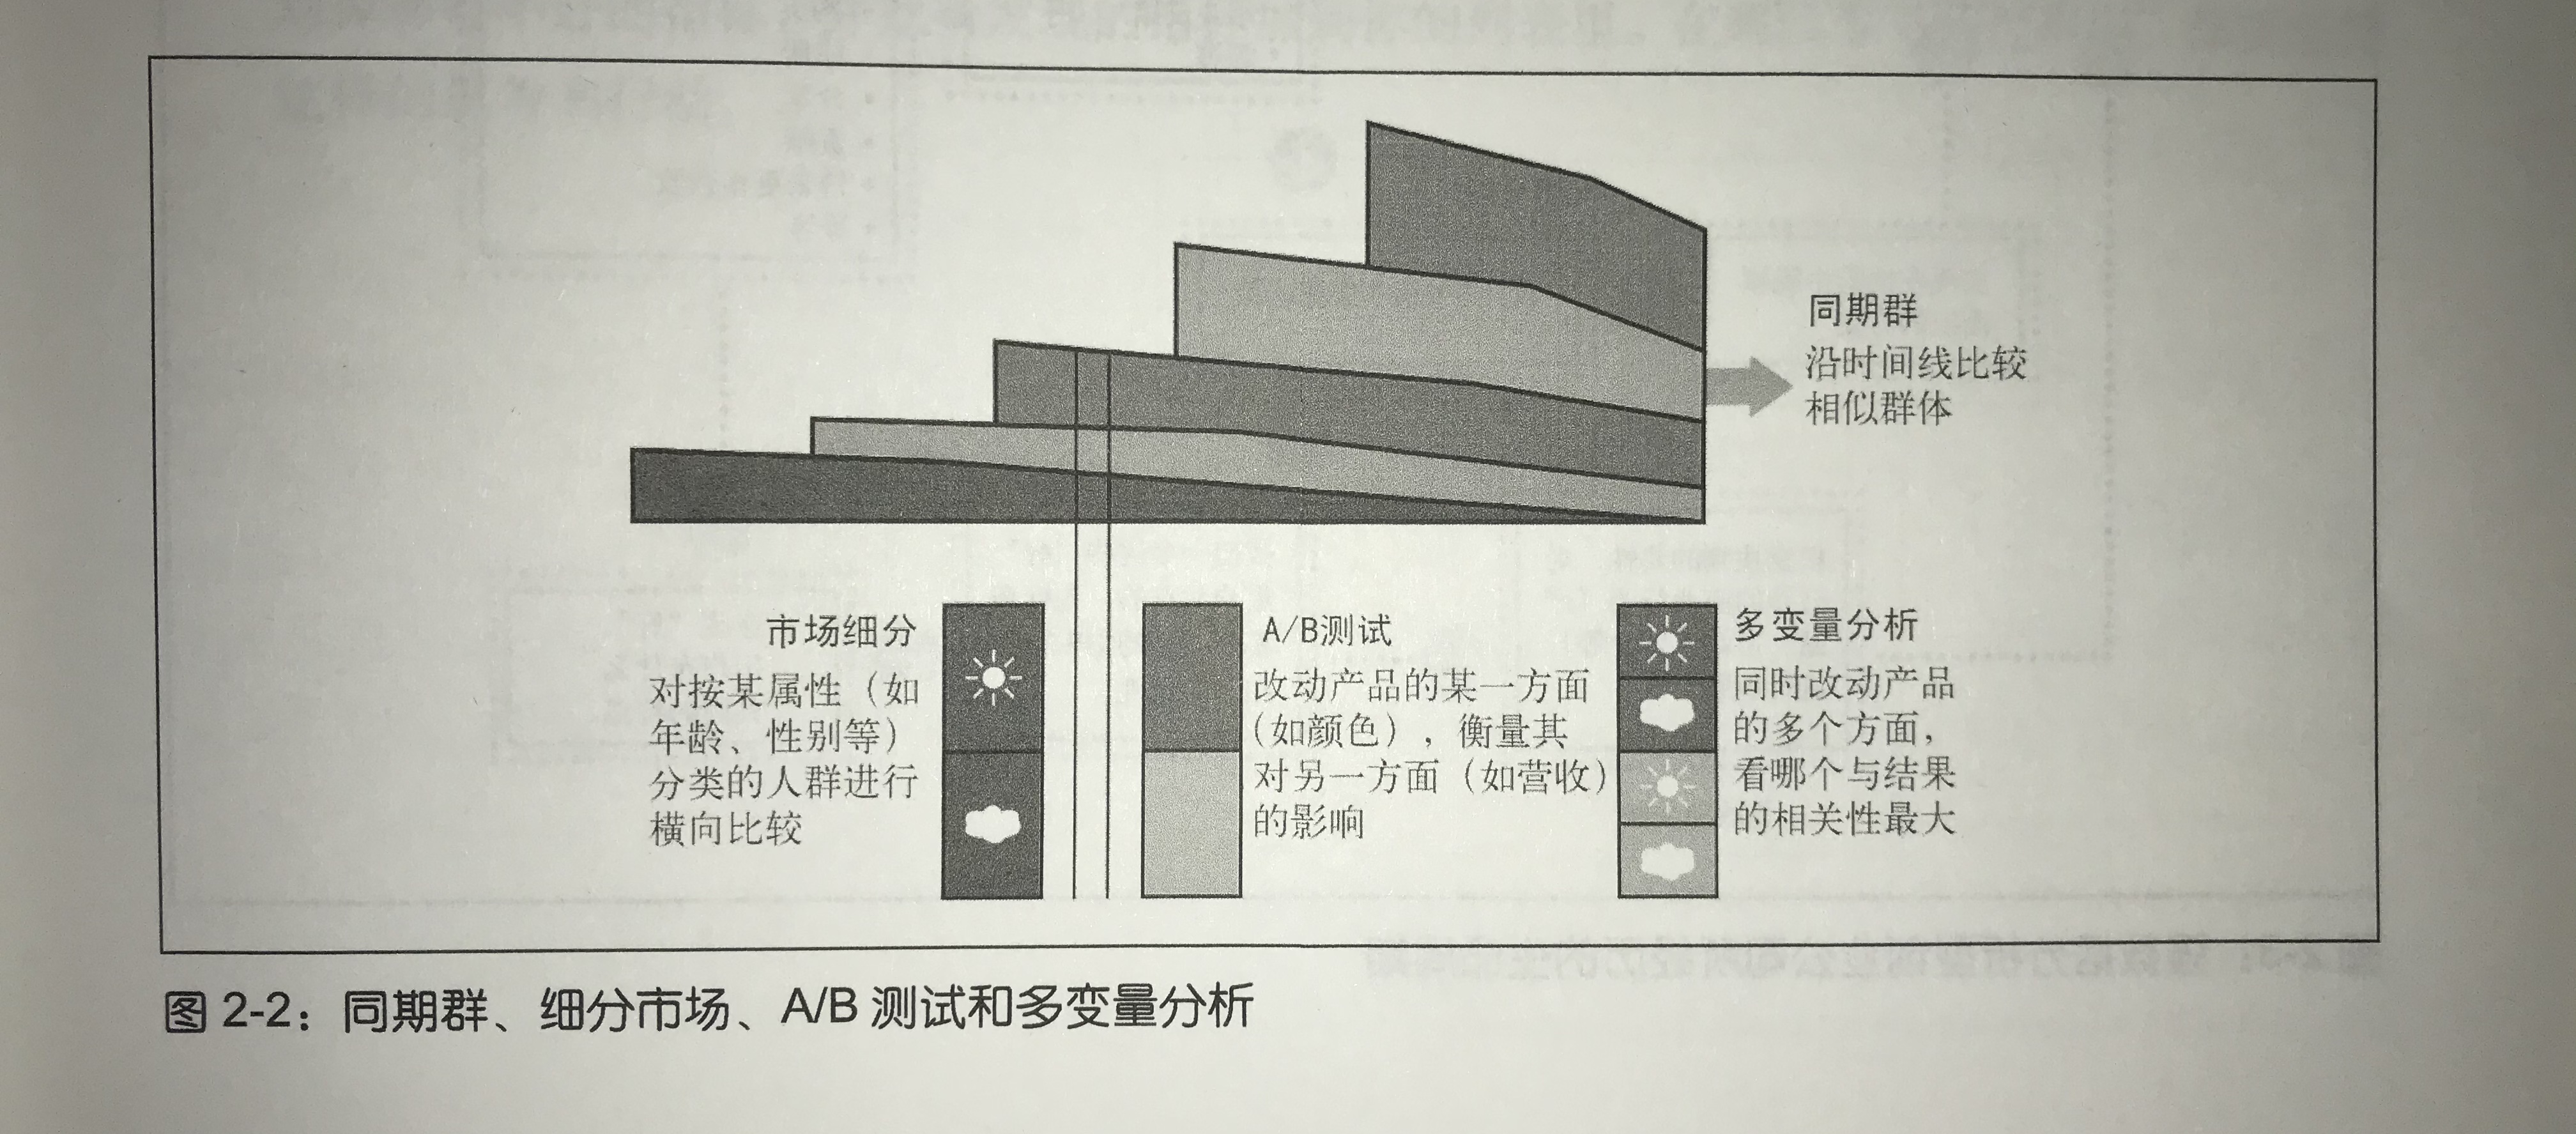 同期群
沿时间线比较
相似群体
市场细分
对按某属性（如
年龄、性别等）
分类的人群进行
横向比较
A/B测试
改动产品的某一方面
（如颜色），衡量其
对另一方面（如营收）
的影响
多变量分析
同时改动产品
的多个方面，
看哪个与结果
的相关性最大
图 2-2：同期群、细分市场、A/B 测试和多变量分析